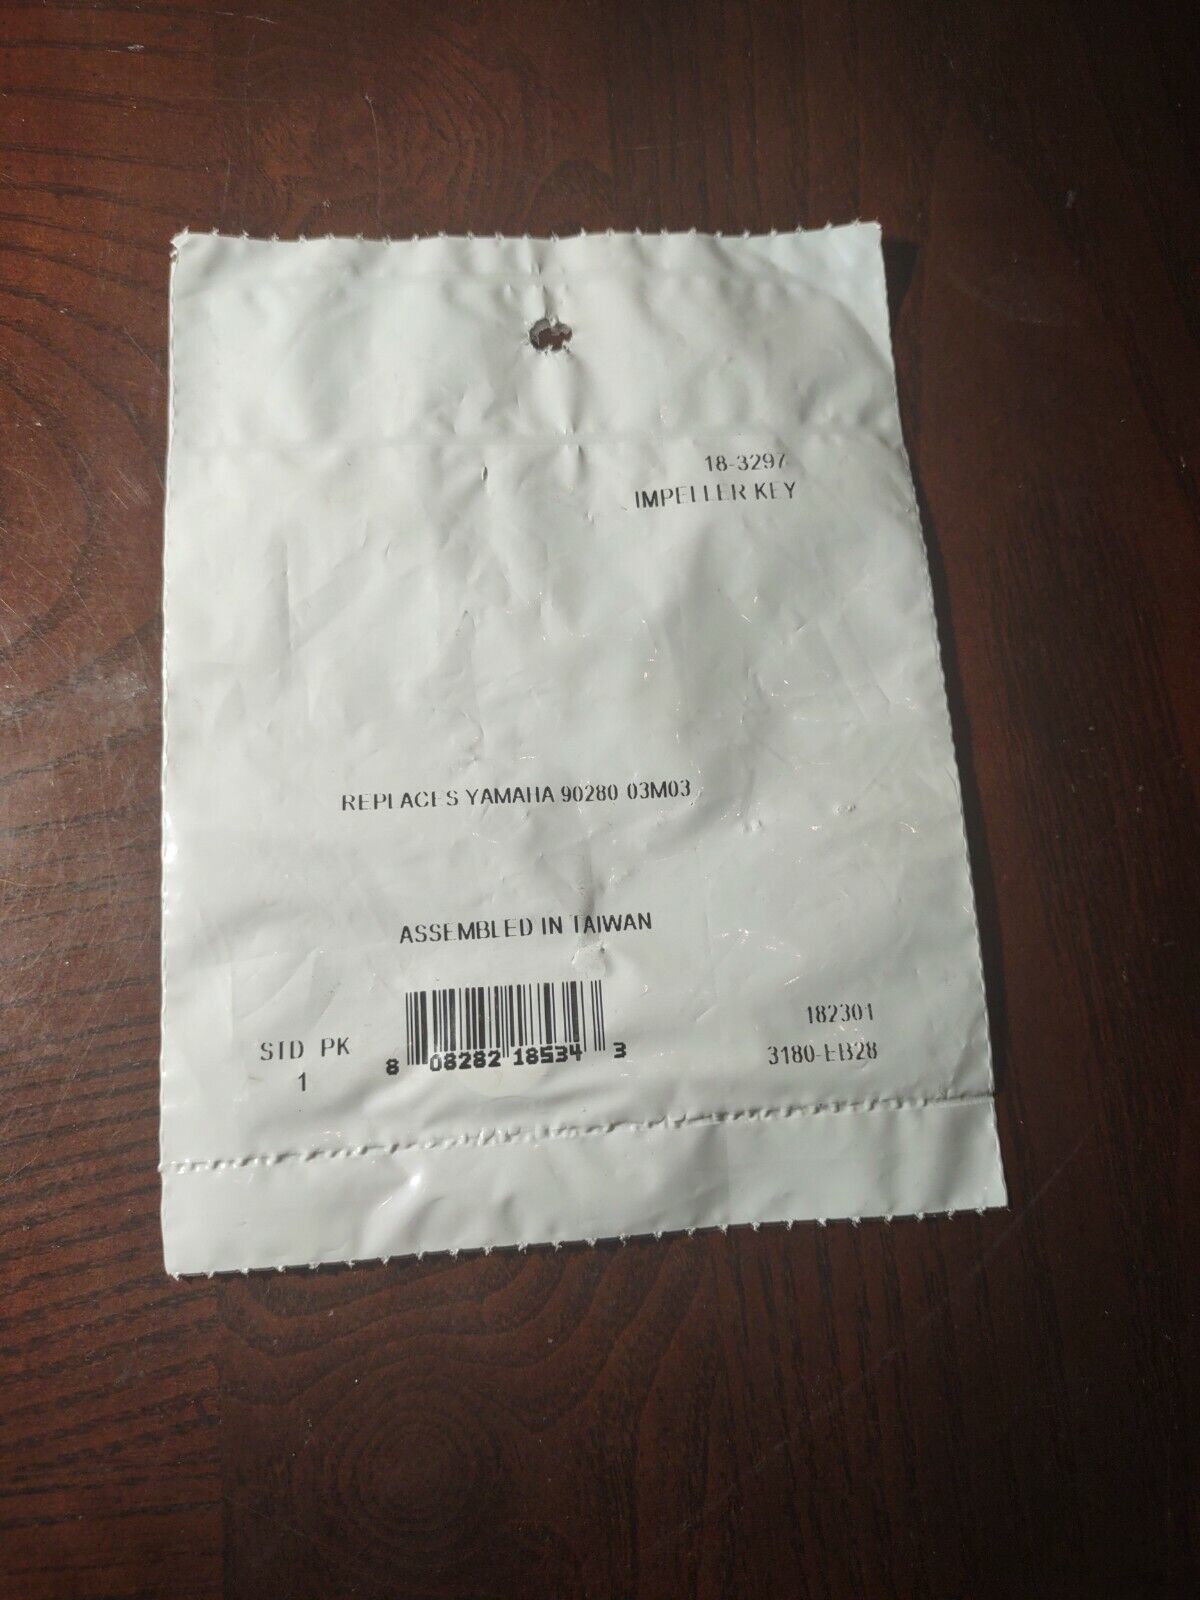 18-3297
IMPELLER KEY
REPLACES YAMAHA 90280 03M03
ASSEMBLED IN TAIWAN
STD PK
1
8 08282 18534 3
182301
3180-EB28